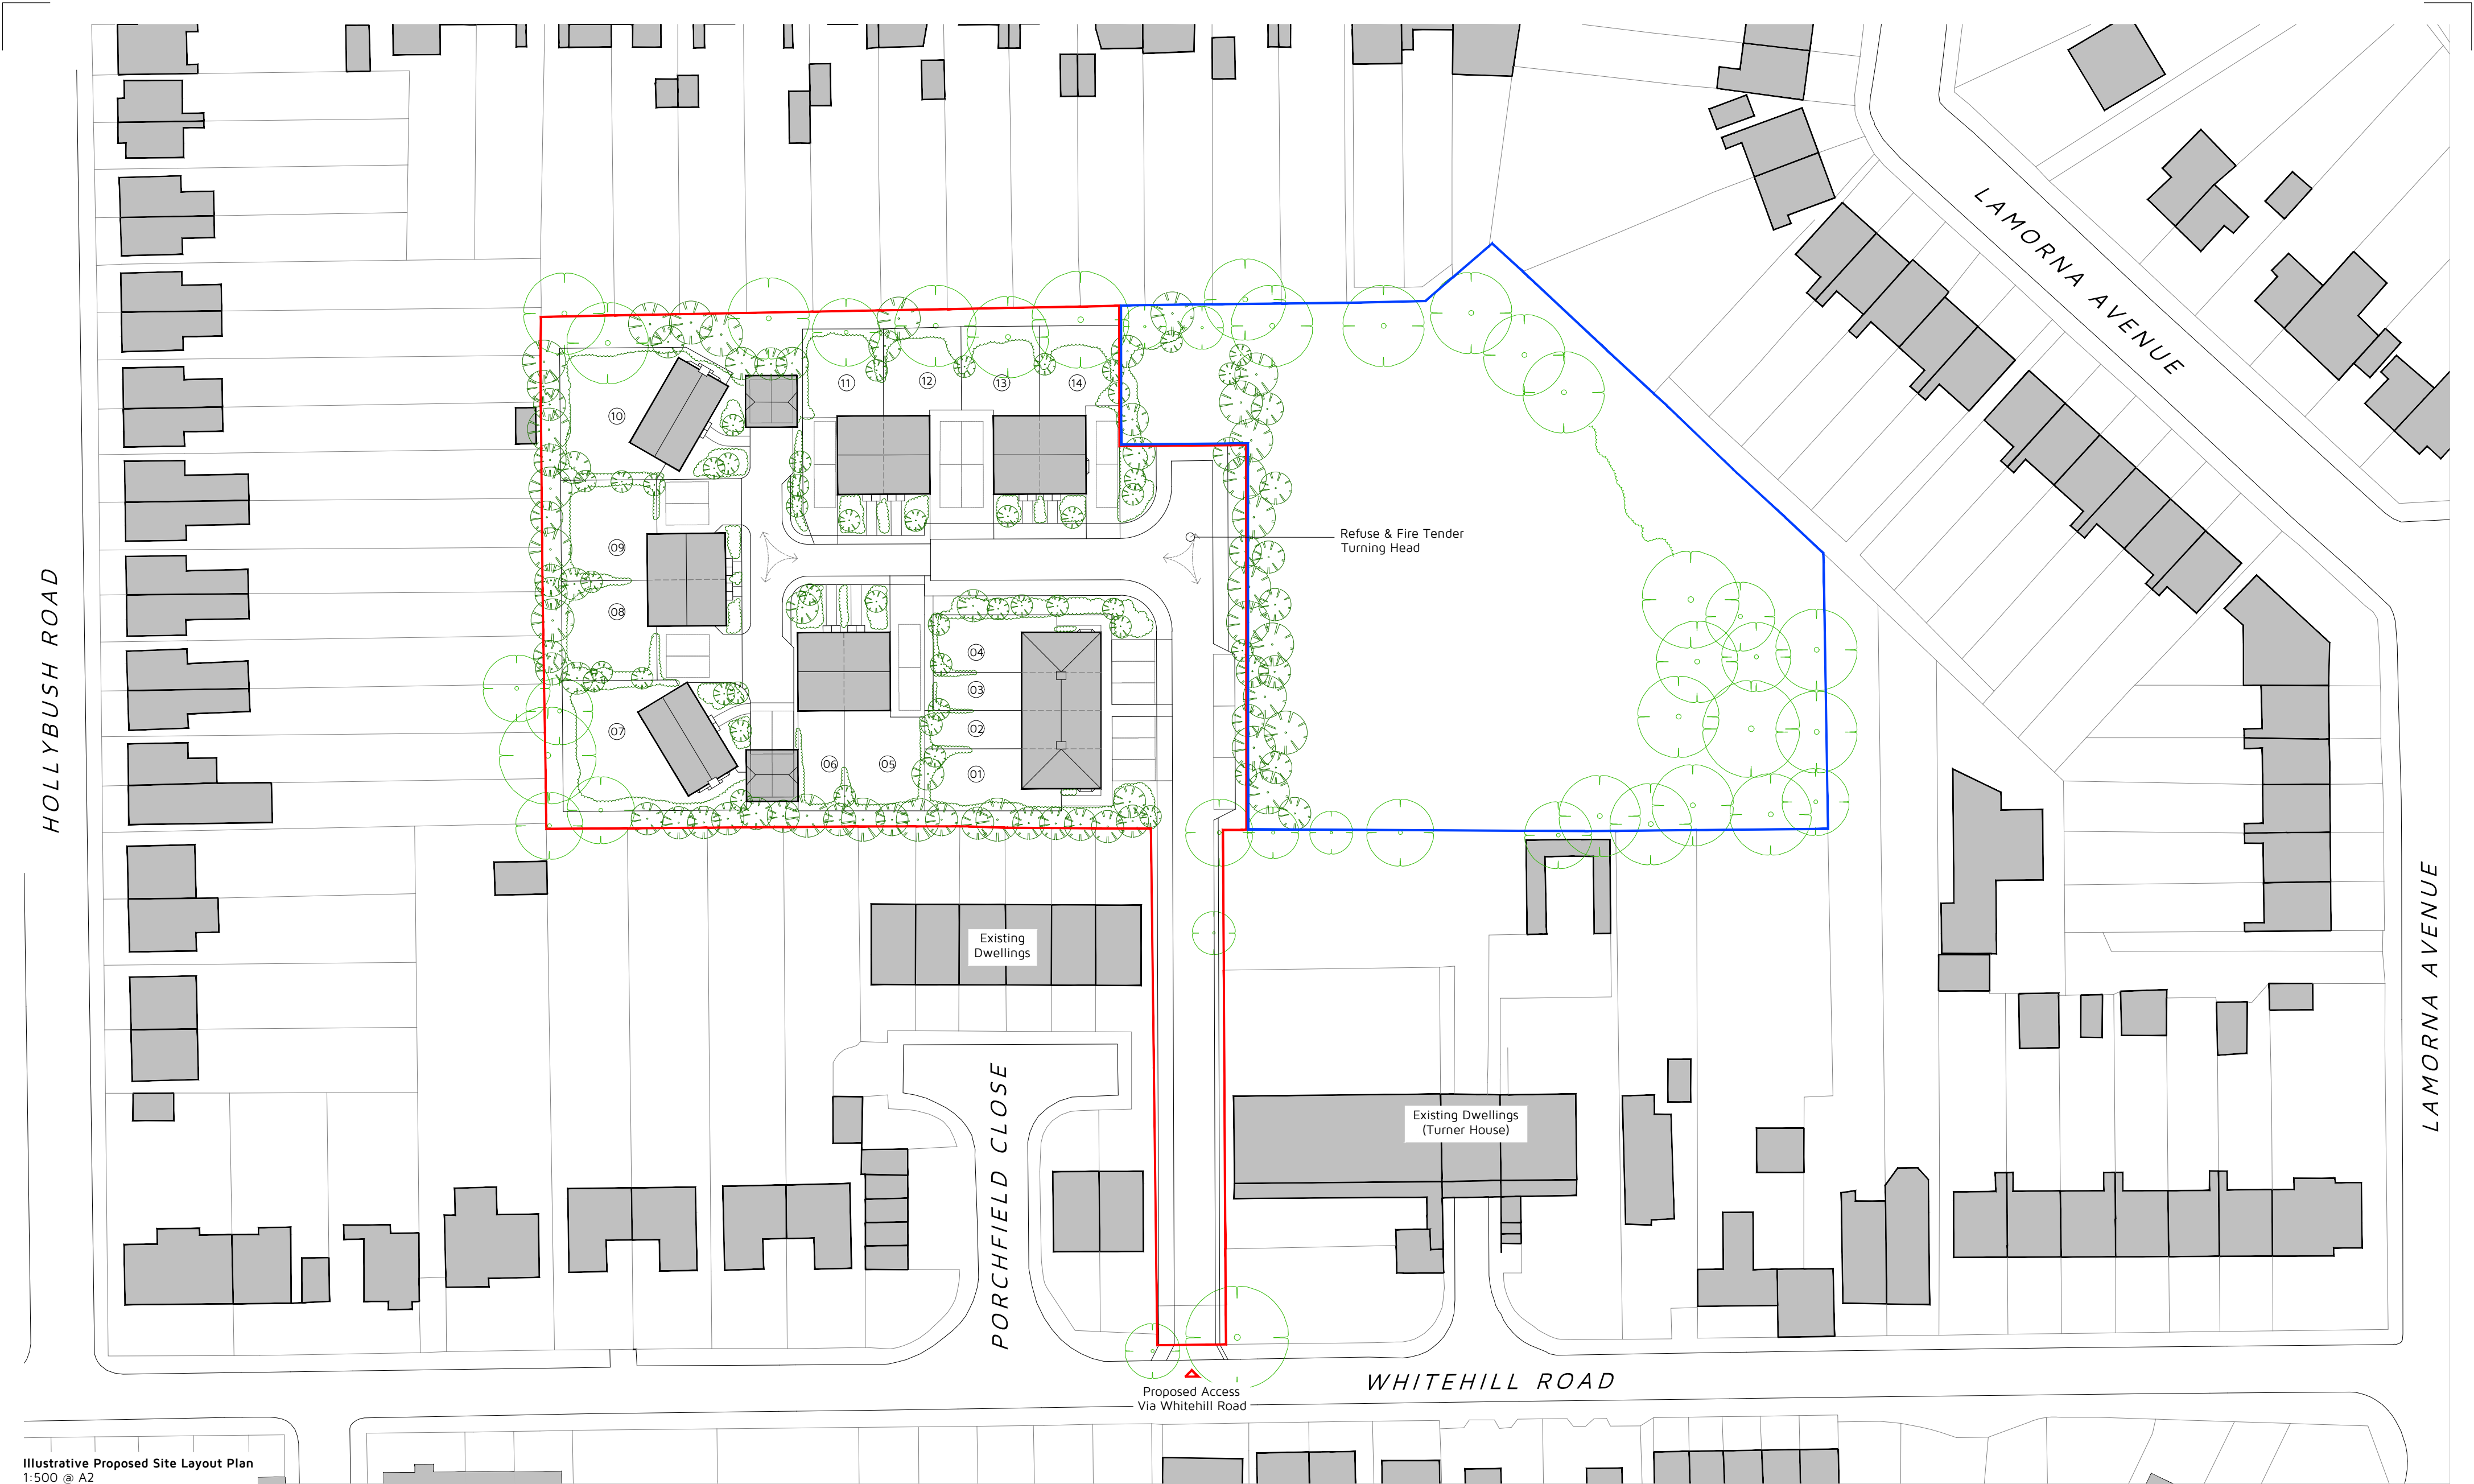 LAMORNA AVENUE
11
12
13
14
10
Refuse & Fire Tender
Turning Head
09
08
HOLLYBUSH ROAD
04
03
02
01
07
06
05
Existing
Dwellings
LAMORNA AVENUE
PORCHFIELD CLOSE
Existing Dwellings
(Turner House)
WHITEHILL ROAD
Proposed Access
Via Whitehill Road
Illustrative Proposed Site Layout Plan
1:500 @ A2